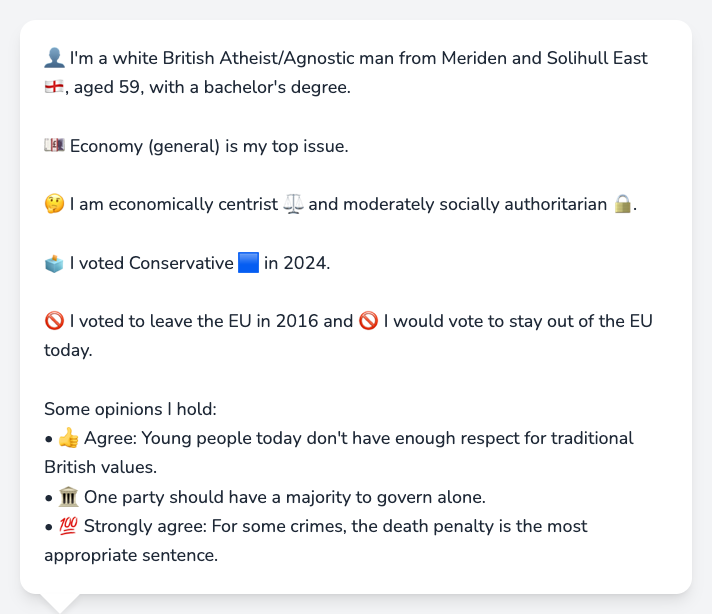 👤 I'm a white British Atheist/Agnostic man from Meriden and Solihull East
🏴󠁧󠁢󠁥󠁮󠁧󠁿, aged 59, with a bachelor's degree.
💷 Economy (general) is my top issue.
🤔 I am economically centrist ⚖️ and moderately socially authoritarian 🔒.
🗳️ I voted Conservative 🟦 in 2024.
🚫 I voted to leave the EU in 2016 and 🚫 I would vote to stay out of the EU
today.
Some opinions I hold:
• 👍 Agree: Young people today don't have enough respect for traditional
British values.
• 🏛️ One party should have a majority to govern alone.
• 💯 Strongly agree: For some crimes, the death penalty is the most
appropriate sentence.